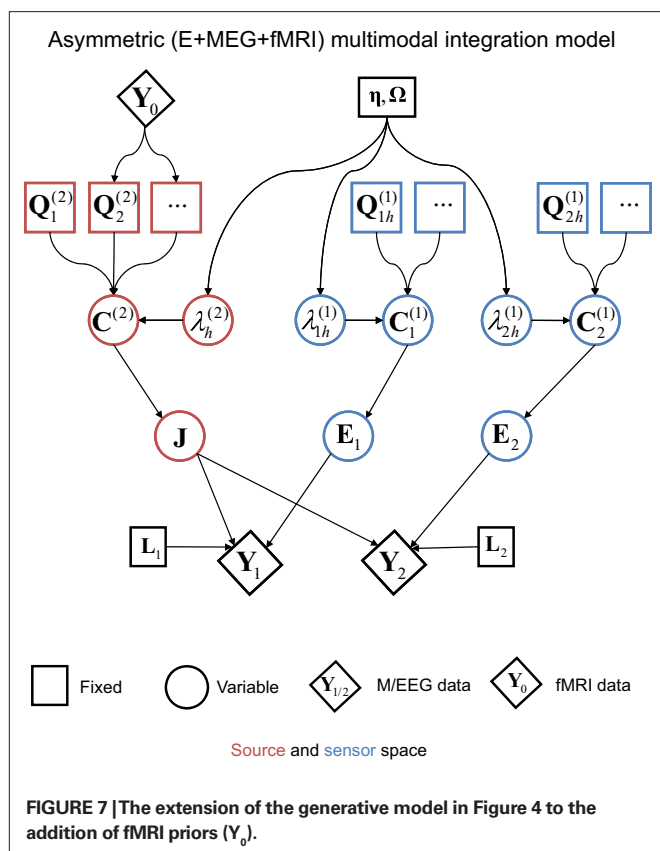 Asymmetric (E+MEG+fMRI) multimodal integration model
Y₀
η, Ω
Q₁⁽²⁾ Q₂⁽²⁾ ... Q₁ₕ⁽¹⁾ ... Q₂ₕ⁽¹⁾ ...
C⁽²⁾ λₕ⁽²⁾ λ₁ₕ⁽¹⁾ C₁⁽¹⁾ λ₂ₕ⁽¹⁾ C₂⁽¹⁾
J E₁ E₂
L₁ Y₁ Y₂ L₂
Fixed Variable Y₁/₂ M/EEG data Y₀ fMRI data
Source and sensor space
FIGURE 7 | The extension of the generative model in Figure 4 to the
addition of fMRI priors (Y₀).